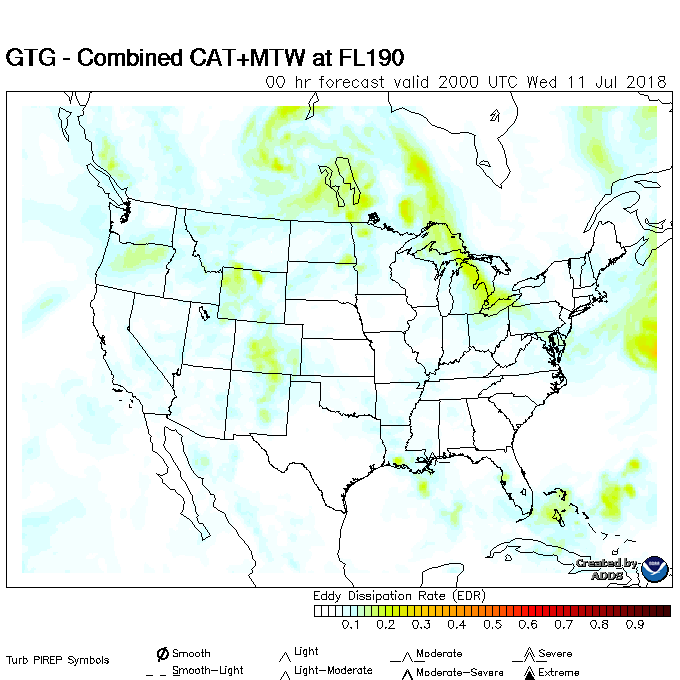 GTG - Combined CAT+MTW at FL190
00 hr forecast valid 2000 UTC Wed 11 Jul 2018
Created by
ADDS
Eddy Dissipation Rate (EDR)
0.1 0.2 0.3 0.4 0.5 0.6 0.7 0.8 0.9
Turb PIREP Symbols
Smooth Light Moderate Severe
Smooth-Light Light-Moderate Moderate-Severe Extreme